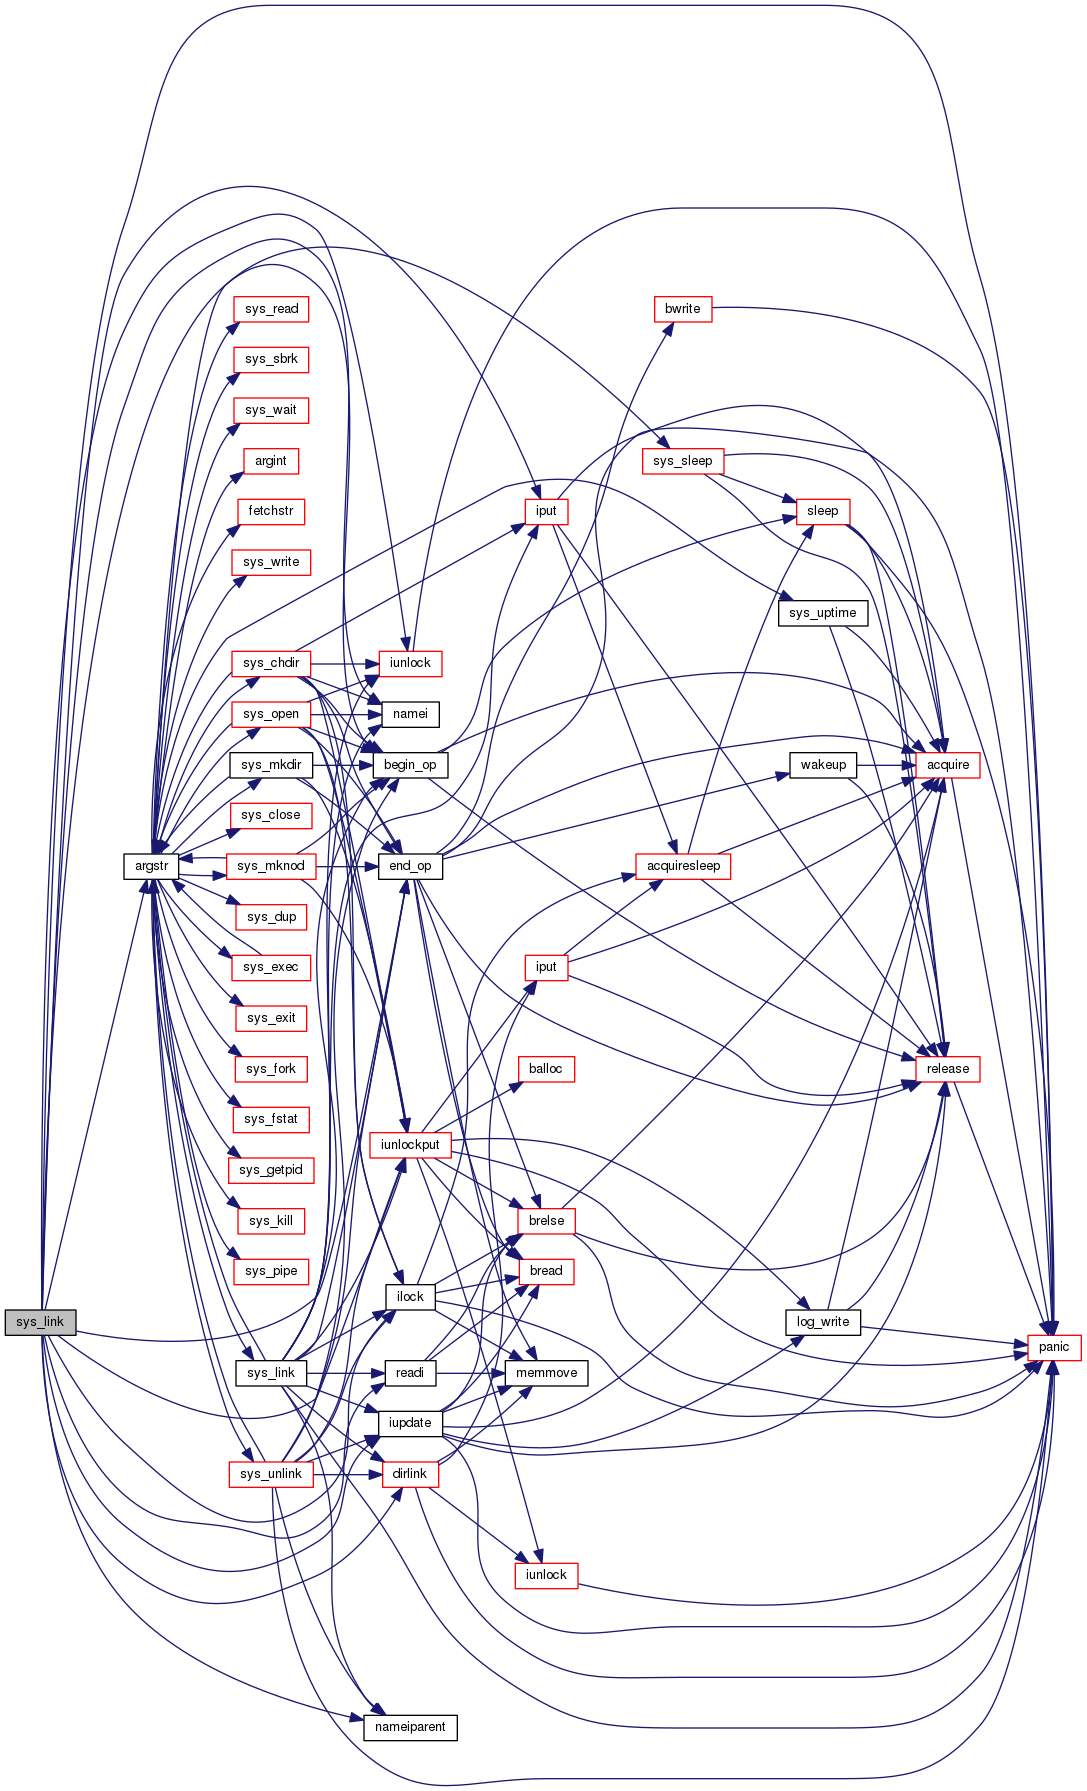 sys_read
bwrite
sys_sbrk
sys_wait
argint
sys_sleep
fetchstr
iput
sleep
sys_write
sys_uptime
sys_chdir
iunlock
sys_open
namei
sys_mkdir
begin_op
wakeup
acquire
sys_close
argstr
sys_mknod
end_op
acquiresleep
sys_dup
sys_exec
iput
sys_exit
sys_fork
balloc
release
sys_fstat
iunlockput
sys_getpid
sys_kill
brelse
sys_pipe
bread
ilock
sys_link
log_write
panic
sys_link
readi
memmove
iupdate
sys_unlink
dirlink
iunlock
nameiparent